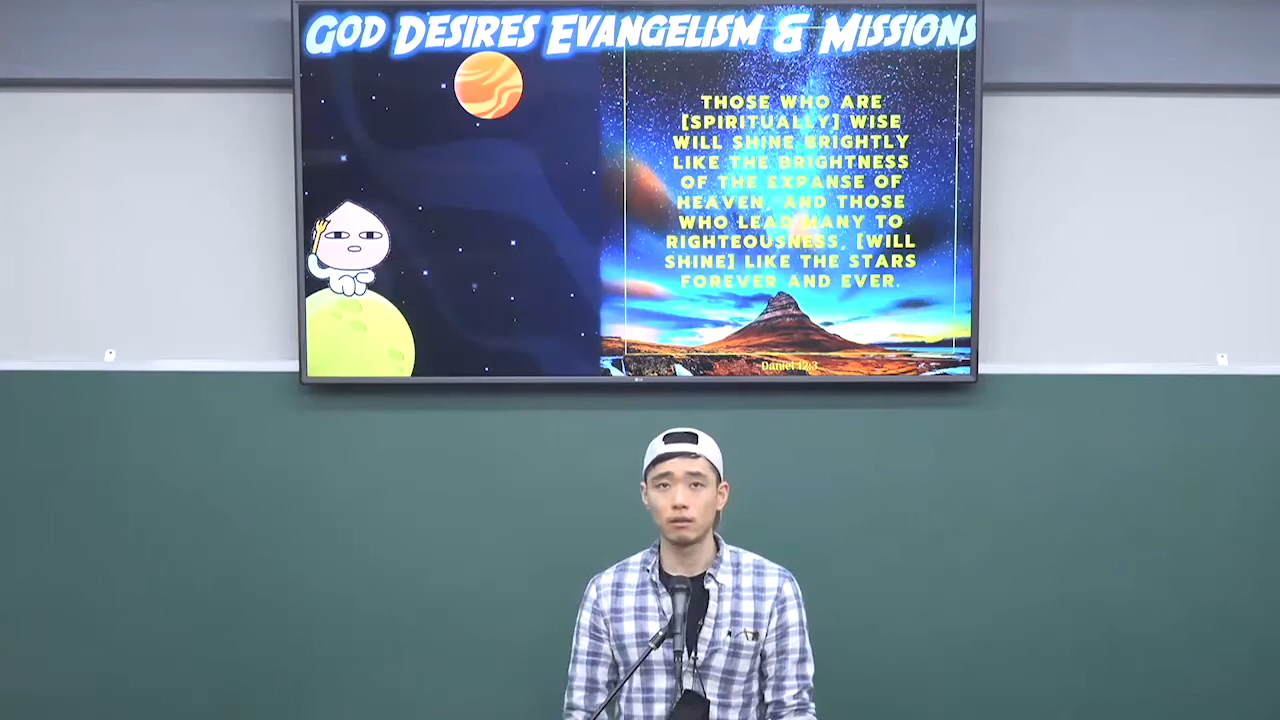 GOD DESIRES EVANGELISM & MISSIONS
THOSE WHO ARE
[SPIRITUALLY] WISE
WILL SHINE BRIGHTLY
LIKE THE BRIGHTNESS
OF THE EXPANSE OF
HEAVEN, AND THOSE
WHO LEAD MANY TO
RIGHTEOUSNESS, [WILL
SHINE] LIKE THE STARS
FOREVER AND EVER.
Daniel 12:3
LG